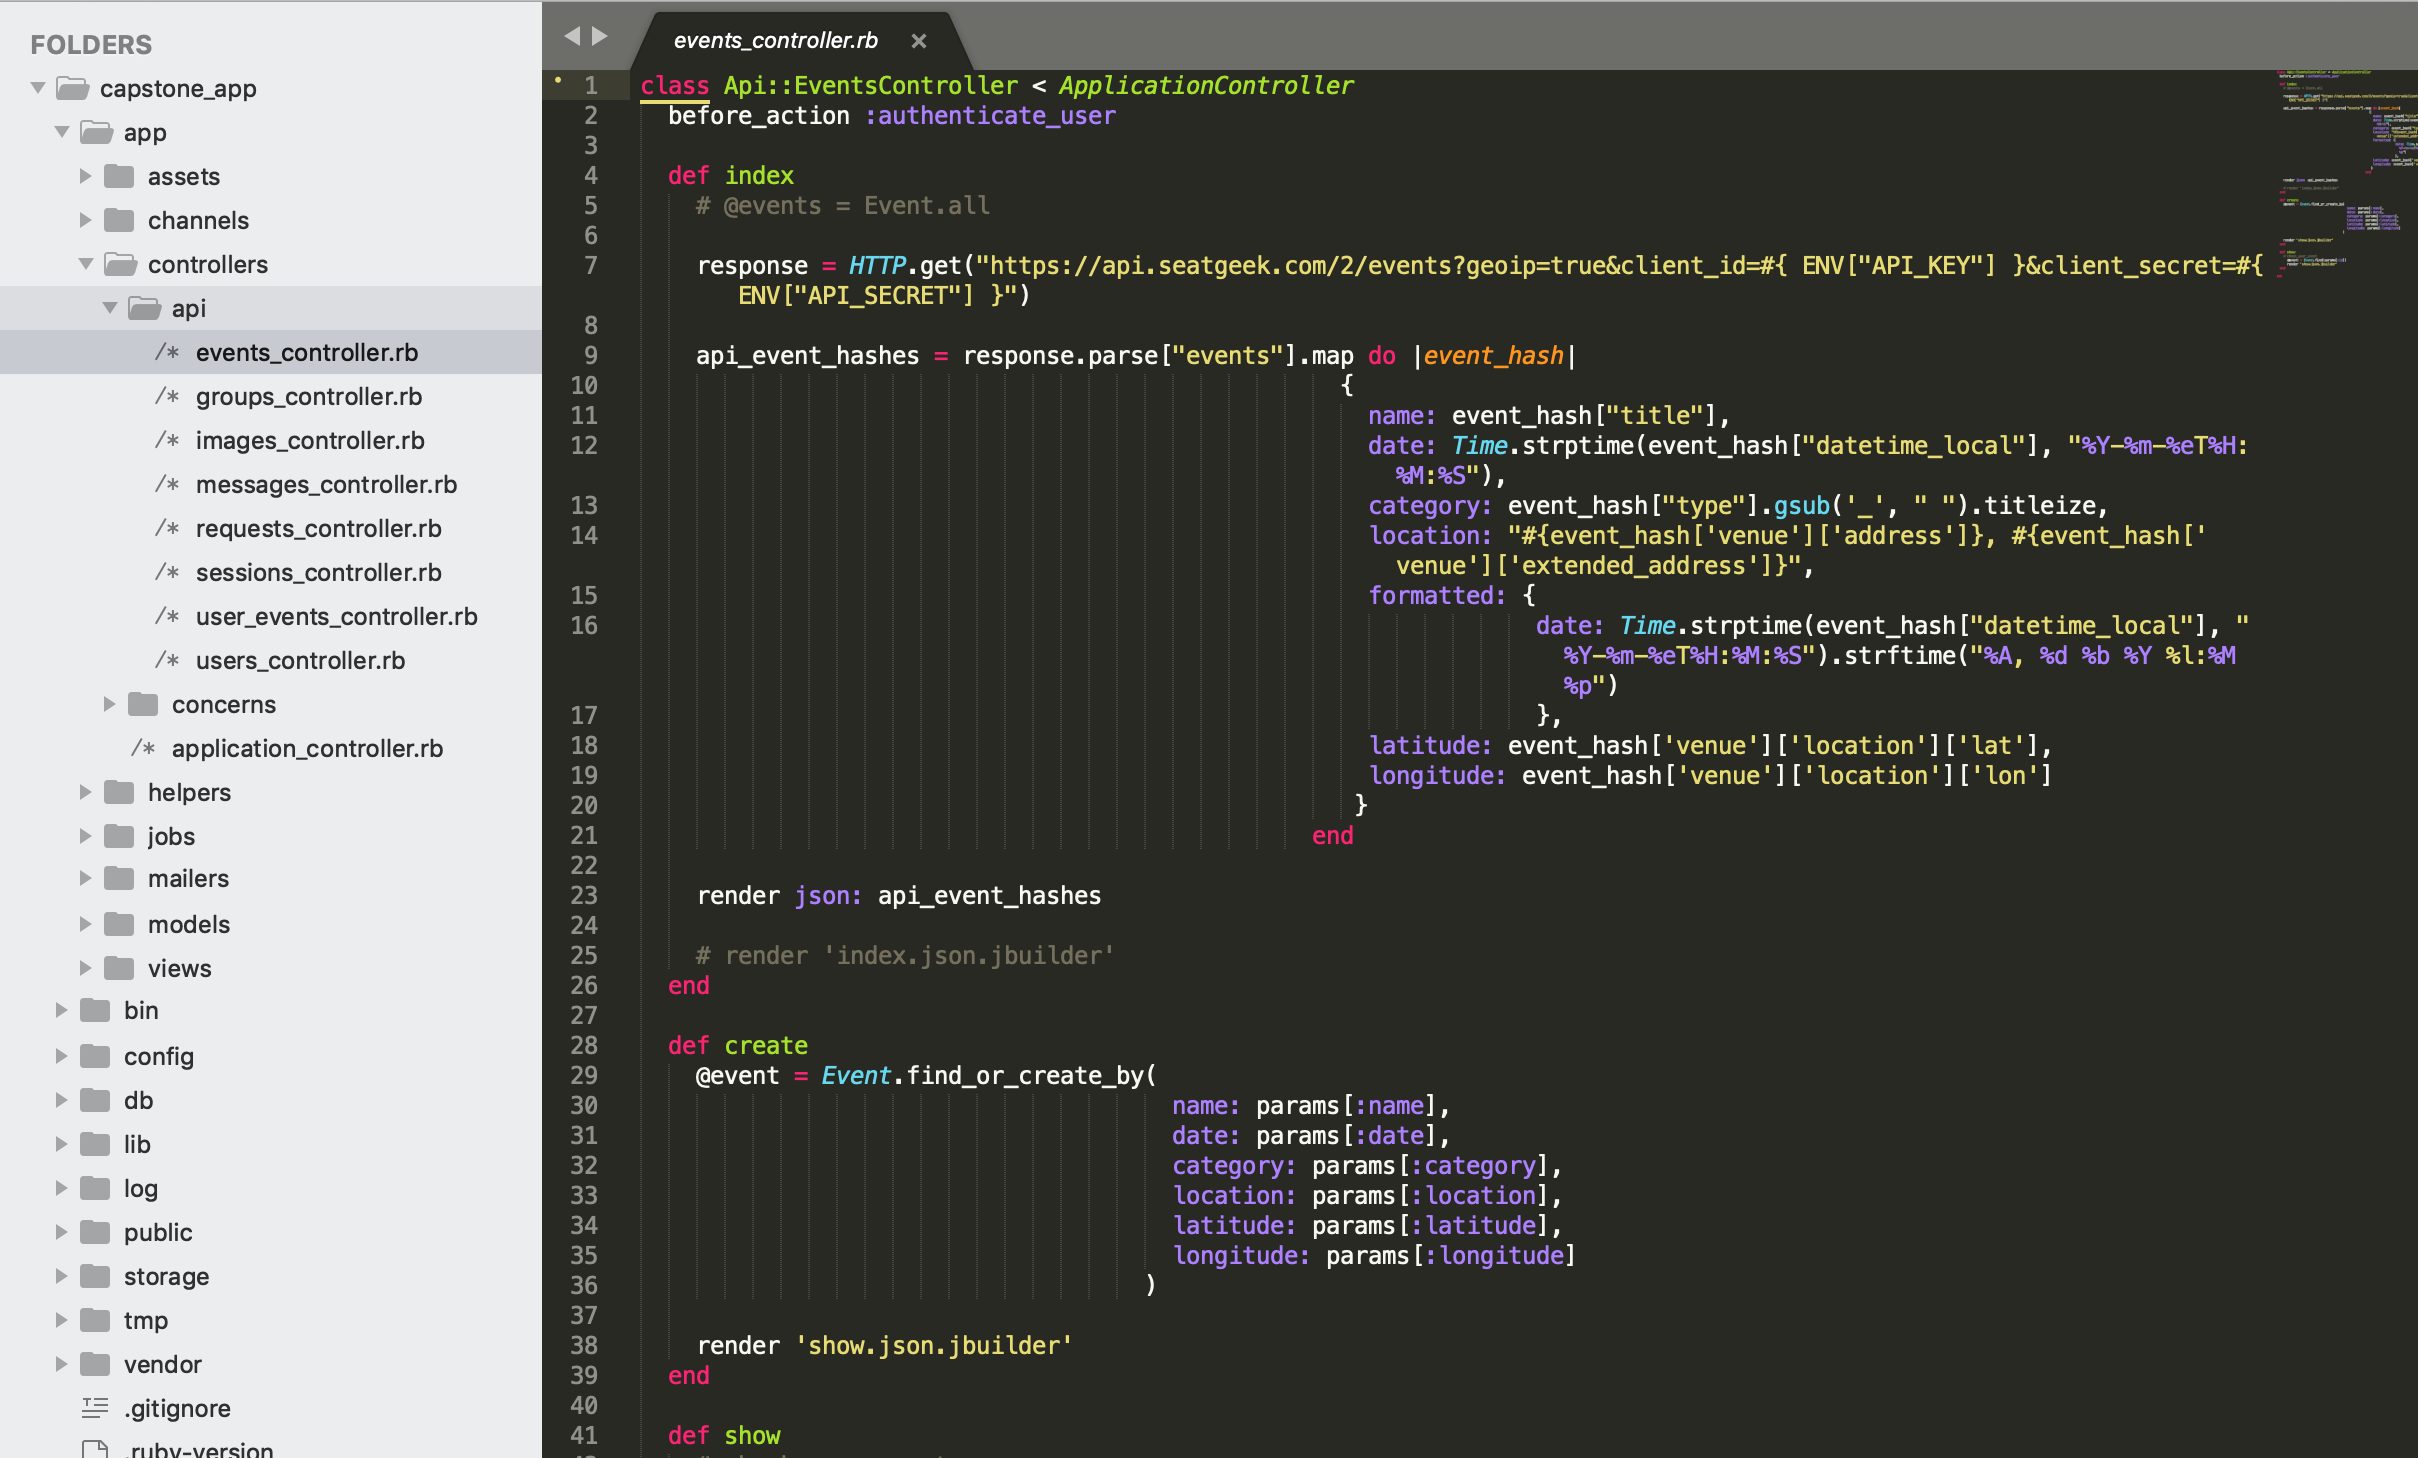 FOLDERS
capstone_app
app
assets
channels
controllers
api
/* events_controller.rb
/* groups_controller.rb
/* images_controller.rb
/* messages_controller.rb
/* requests_controller.rb
/* sessions_controller.rb
/* user_events_controller.rb
/* users_controller.rb
concerns
/* application_controller.rb
helpers
jobs
mailers
models
views
bin
config
db
lib
log
public
storage
tmp
vendor
.gitignore
.ruby-version
events_controller.rb ×
1 class Api::EventsController < ApplicationController
2 before_action :authenticate_user
3
4 def index
5 # @events = Event.all
6
7 response = HTTP.get("https://api.seatgeek.com/2/events?geoip=true&client_id=#{ ENV["API_KEY"] }&client_secret=#{
ENV["API_SECRET"] }")
8
9 api_event_hashes = response.parse["events"].map do |event_hash|
10 {
11 name: event_hash["title"],
12 date: Time.strptime(event_hash["datetime_local"], "%Y-%m-%eT%H:
%M:%S"),
13 category: event_hash["type"].gsub('_', " ").titleize,
14 location: "#{event_hash['venue']['address']}, #{event_hash['
venue']['extended_address']}",
15 formatted: {
16 date: Time.strptime(event_hash["datetime_local"], "
%Y-%m-%eT%H:%M:%S").strftime("%A, %d %b %Y %l:%M
%p")
17 },
18 latitude: event_hash['venue']['location']['lat'],
19 longitude: event_hash['venue']['location']['lon']
20 }
21 end
22
23 render json: api_event_hashes
24
25 # render 'index.json.jbuilder'
26 end
27
28 def create
29 @event = Event.find_or_create_by(
30 name: params[:name],
31 date: params[:date],
32 category: params[:category],
33 location: params[:location],
34 latitude: params[:latitude],
35 longitude: params[:longitude]
36 )
37
38 render 'show.json.jbuilder'
39 end
40
41 def show